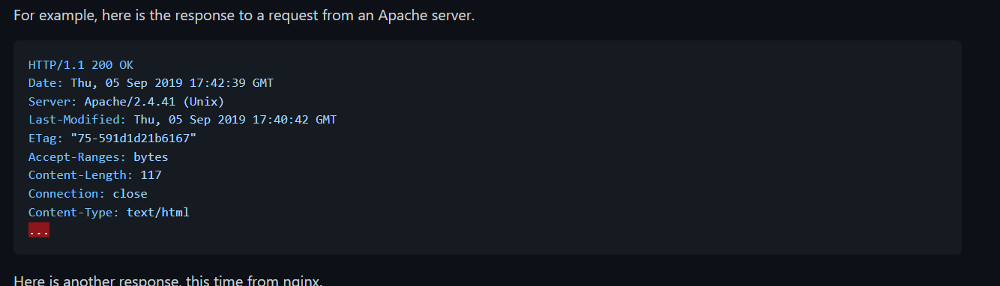 For example, here is the response to a request from an Apache server.
HTTP/1.1 200 OK
Date: Thu, 05 Sep 2019 17:42:39 GMT
Server: Apache/2.4.41 (Unix)
Last-Modified: Thu, 05 Sep 2019 17:40:42 GMT
ETag: "75-591d1d21b6167"
Accept-Ranges: bytes
Content-Length: 117
Connection: close
Content-Type: text/html
...
Here is another response, this time from nginx.